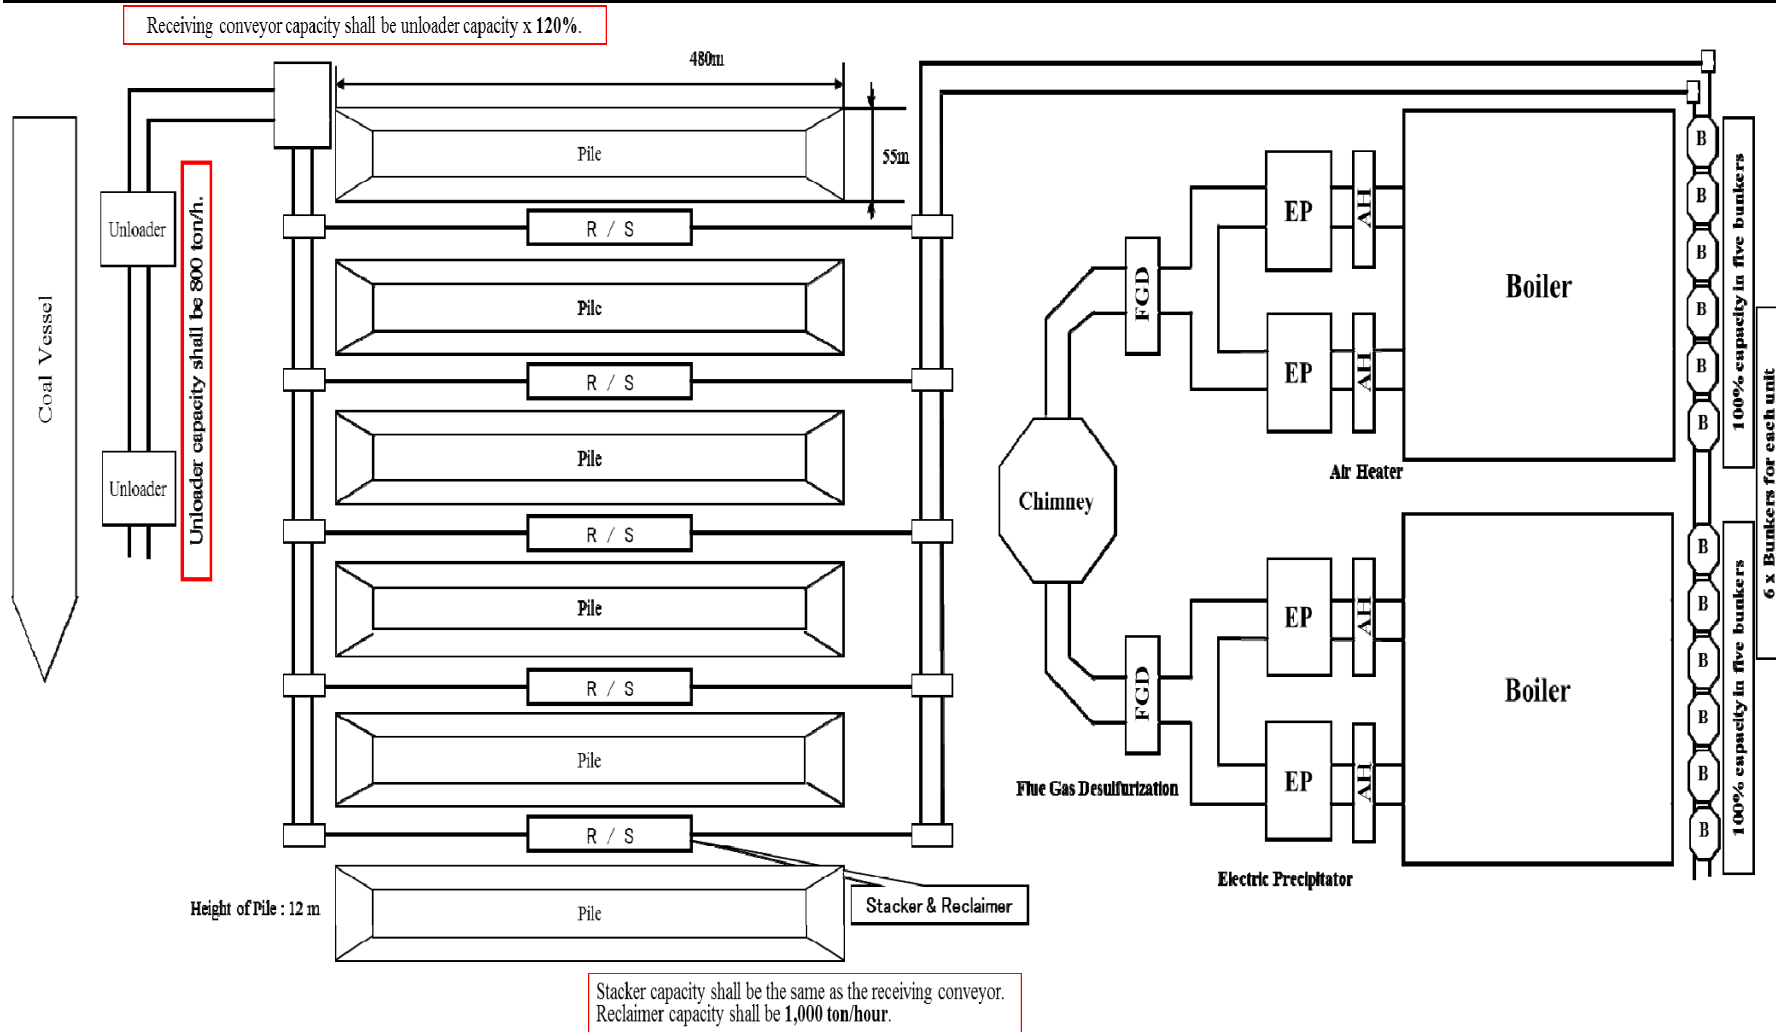 Receiving conveyor capacity shall be unloader capacity x 120%.
480m
55m
Pile
Unloader
R / S
Unloader capacity shall be 800 ton/h.
Coal Vessel
Pile
R / S
Pile
Unloader
R / S
Pile
R / S
Pile
R / S
Height of Pile : 12 m
Pile
Stacker & Reclaimer
Stacker capacity shall be the same as the receiving conveyor.
Reclaimer capacity shall be 1,000 ton/hour.
EP
AH
Boiler
FGD
EP
AH
Air Heater
Chimney
EP
AH
Boiler
FGD
EP
AH
Flue Gas Desulfurization
Electric Precipitator
B
B
B
B
B
B
100% capacity in five bunkers
6 x Bunkers for each unit
B
B
B
B
B
B
100% capacity in five bunkers